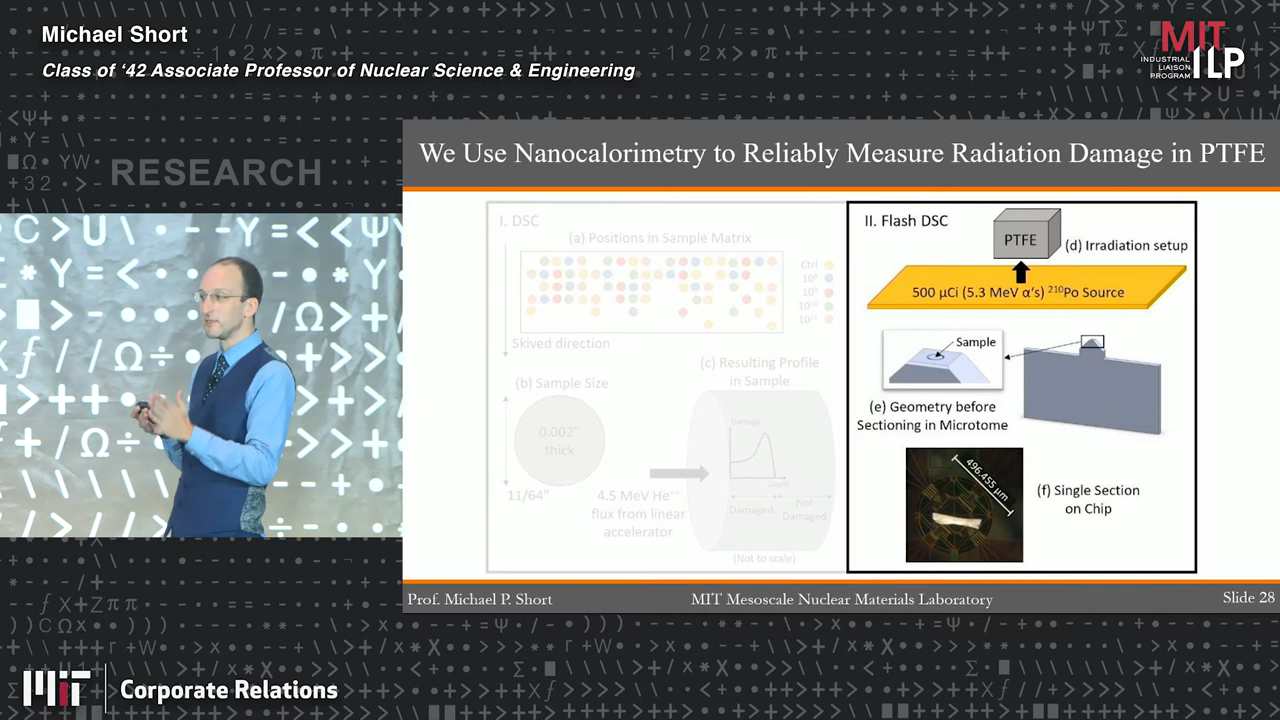 Michael Short
Class of ‘42 Associate Professor of Nuclear Science & Engineering
MIT
INDUSTRIAL
LIAISON
PROGRAM
ILP
RESEARCH
We Use Nanocalorimetry to Reliably Measure Radiation Damage in PTFE
I. DSC
(a) Positions in Sample Matrix
Ctrl
10⁸
10⁹
10¹⁰
10¹¹
Skived direction
(b) Sample Size
0.002"
thick
11/64"
4.5 MeV He⁺⁺
flux from linear
accelerator
(c) Resulting Profile
in Sample
Damage
Depth
Damaged
Not
Damaged
(Not to scale)
II. Flash DSC
PTFE
(d) Irradiation setup
500 µCi (5.3 MeV α‘s) ²¹⁰Po Source
Sample
(e) Geometry before
Sectioning in Microtome
496.455 µm
(f) Single Section
on Chip
Prof. Michael P. Short
MIT Mesoscale Nuclear Materials Laboratory
Slide 28
MIT
Corporate Relations